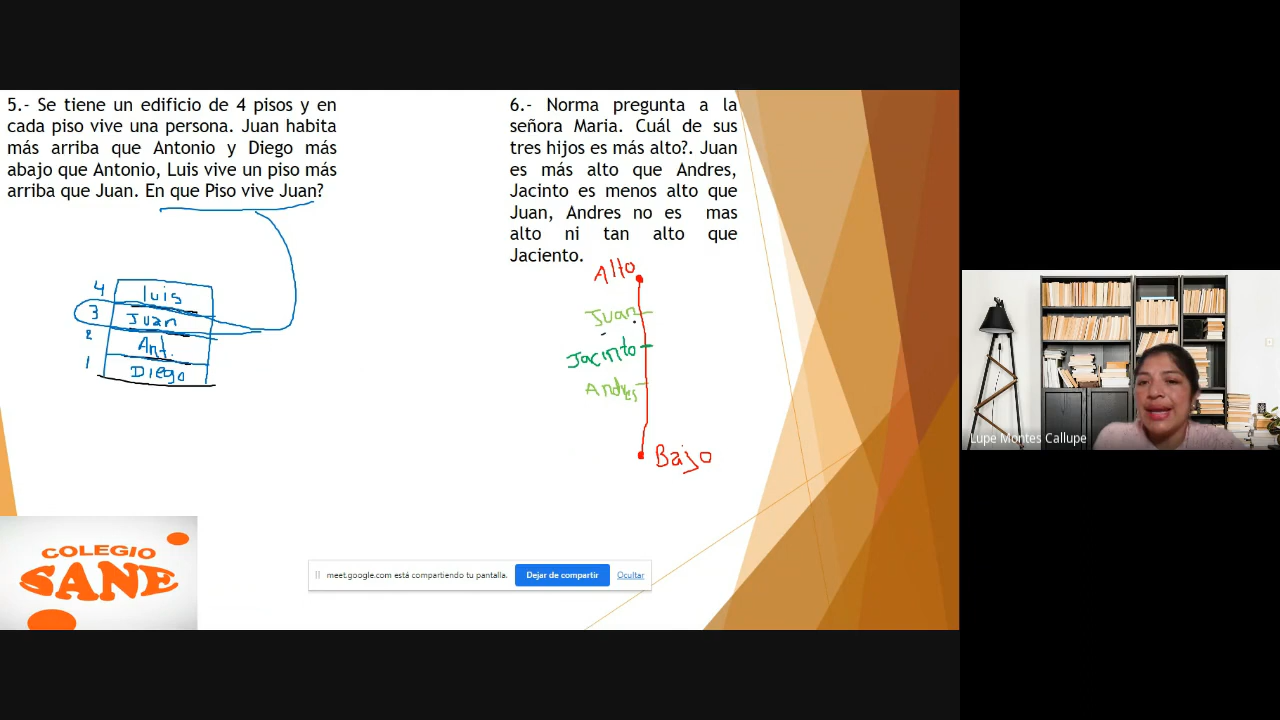 5.- Se tiene un edificio de 4 pisos y en
cada piso vive una persona. Juan habita
más arriba que Antonio y Diego más
abajo que Antonio, Luis vive un piso más
arriba que Juan. En que Piso vive Juan?
4 luis
3 Juan
2 Ant.
1 Diego
6.- Norma pregunta a la
señora Maria. Cuál de sus
tres hijos es más alto?. Juan
es más alto que Andres,
Jacinto es menos alto que
Juan, Andres no es mas
alto ni tan alto que
Jaciento.
Alto
Juan
Jacinto
Andres
Bajo
COLEGIO
SANE
meet.google.com está compartiendo tu pantalla.
Dejar de compartir
Ocultar
Lupe Montes Callupe